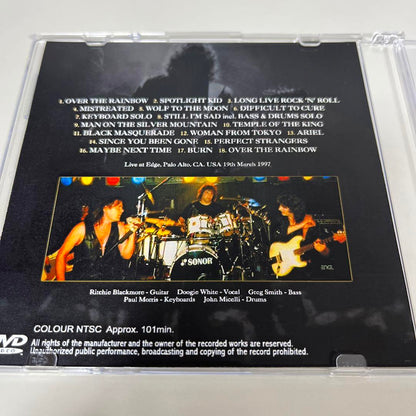 1. OVER THE RAINBOW 2. SPOTLIGHT KID 3. LONG LIVE ROCK 'N' ROLL
4. MISTREATED 5. WOLF TO THE MOON 6. DIFFICULT TO CURE
7. KEYBOARD SOLO 8. STILL I'M SAD incl. BASS & DRUMS SOLO
9. MAN ON THE SILVER MOUNTAIN 10. TEMPLE OF THE KING
11. BLACK MASQUERADE 12. WOMAN FROM TOKYO 13. ARIEL
14. SINCE YOU BEEN GONE 15. PERFECT STRANGERS
16. MAYBE NEXT TIME 17. BURN 18. OVER THE RAINBOW
Live at Edge, Palo Alto, CA. USA 19th March 1997
SONOR
ENGL
Ritchie Blackmore - Guitar Doogie White - Vocal Greg Smith - Bass
Paul Morris - Keyboards John Micelli - Drums
COLOUR NTSC Approx. 101min.
DVD
All rights of the manufacturer and the owner of the recorded works are reserved.
Unauthorized public performance, broadcasting and copying of the record prohibited.